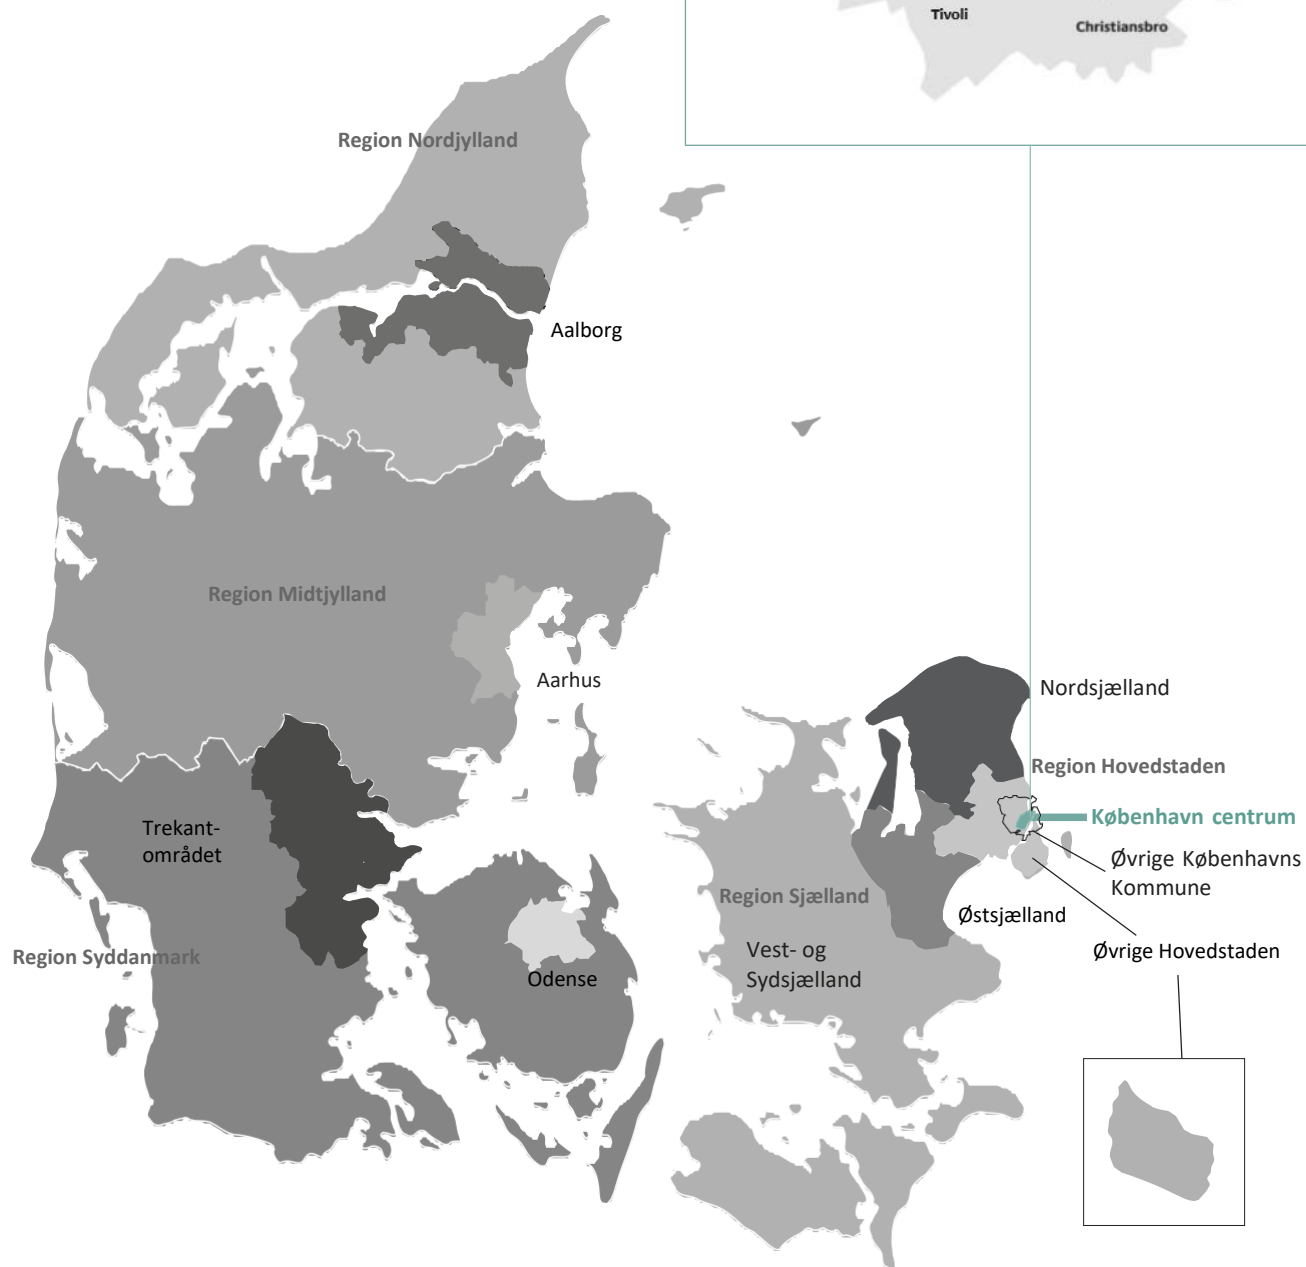 Tivoli
Christiansbro
Region Nordjylland
Aalborg
Region Midtjylland
Aarhus
Nordsjælland
Region Hovedstaden
København centrum
Trekant-
området
Øvrige Københavns
Kommune
Region Sjælland
Østsjælland
Vest- og
Sydsjælland
Region Syddanmark
Odense
Øvrige Hovedstaden